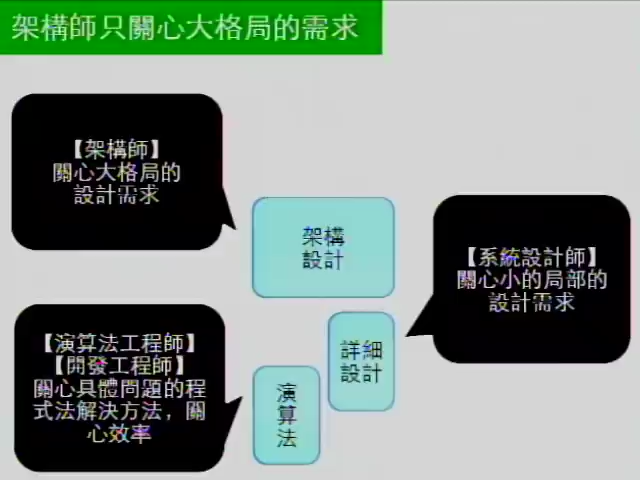 架構師只關心大格局的需求
【架構師】
關心大格局的
設計需求
架構
設計
【系統設計師】
關心小的局部的
設計需求
【演算法工程師】
【開發工程師】
關心具體問題的程
式法解決方法，關
心效率
詳細
設計
演
算
法